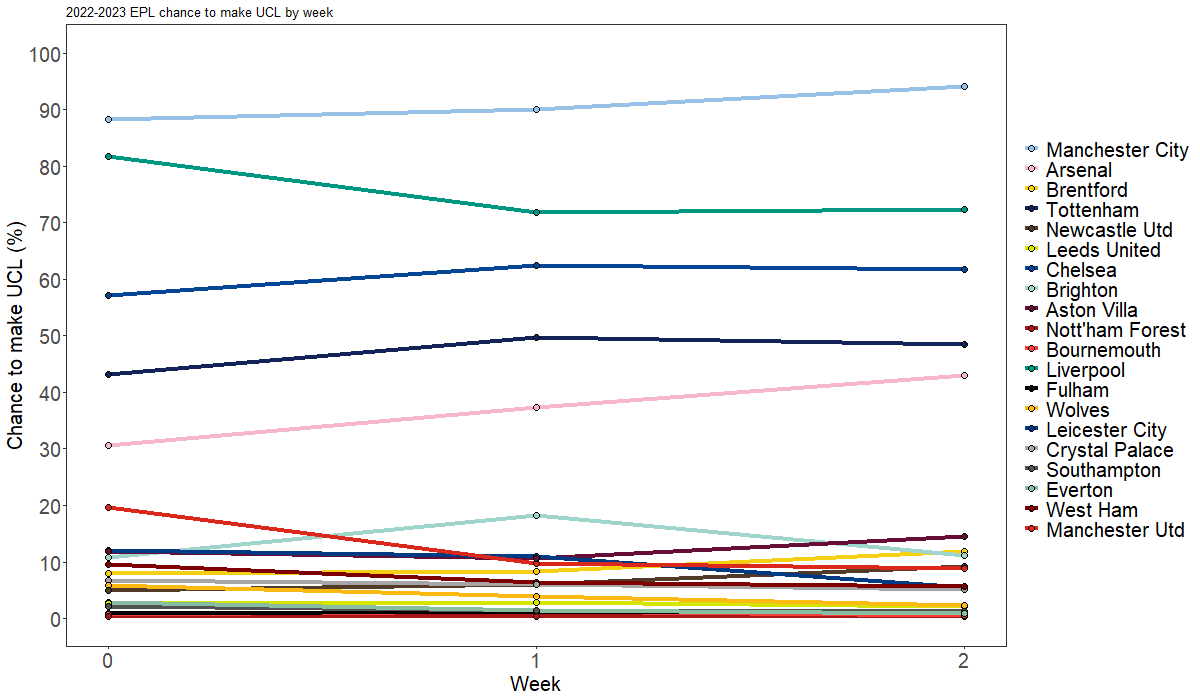 2022-2023 EPL chance to make UCL by week
Chance to make UCL (%)
100
90
80
70
60
50
40
30
20
10
0
0 1 2
Week
Manchester City
Arsenal
Brentford
Tottenham
Newcastle Utd
Leeds United
Chelsea
Brighton
Aston Villa
Nott'ham Forest
Bournemouth
Liverpool
Fulham
Wolves
Leicester City
Crystal Palace
Southampton
Everton
West Ham
Manchester Utd